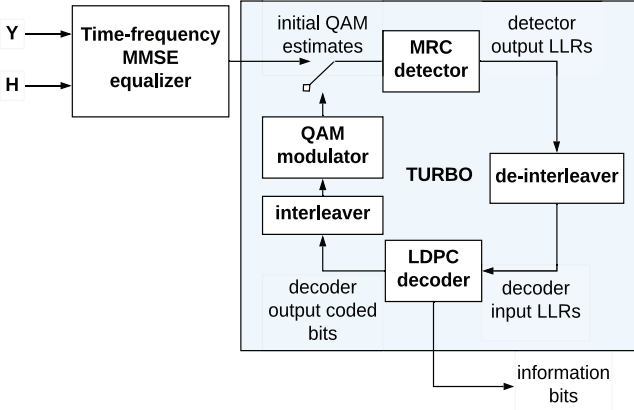 Y
H
Time-frequency
MMSE
equalizer
initial QAM
estimates
MRC
detector
detector
output LLRs
QAM
modulator
TURBO
de-interleaver
interleaver
LDPC
decoder
decoder
output coded
bits
decoder
input LLRs
information
bits